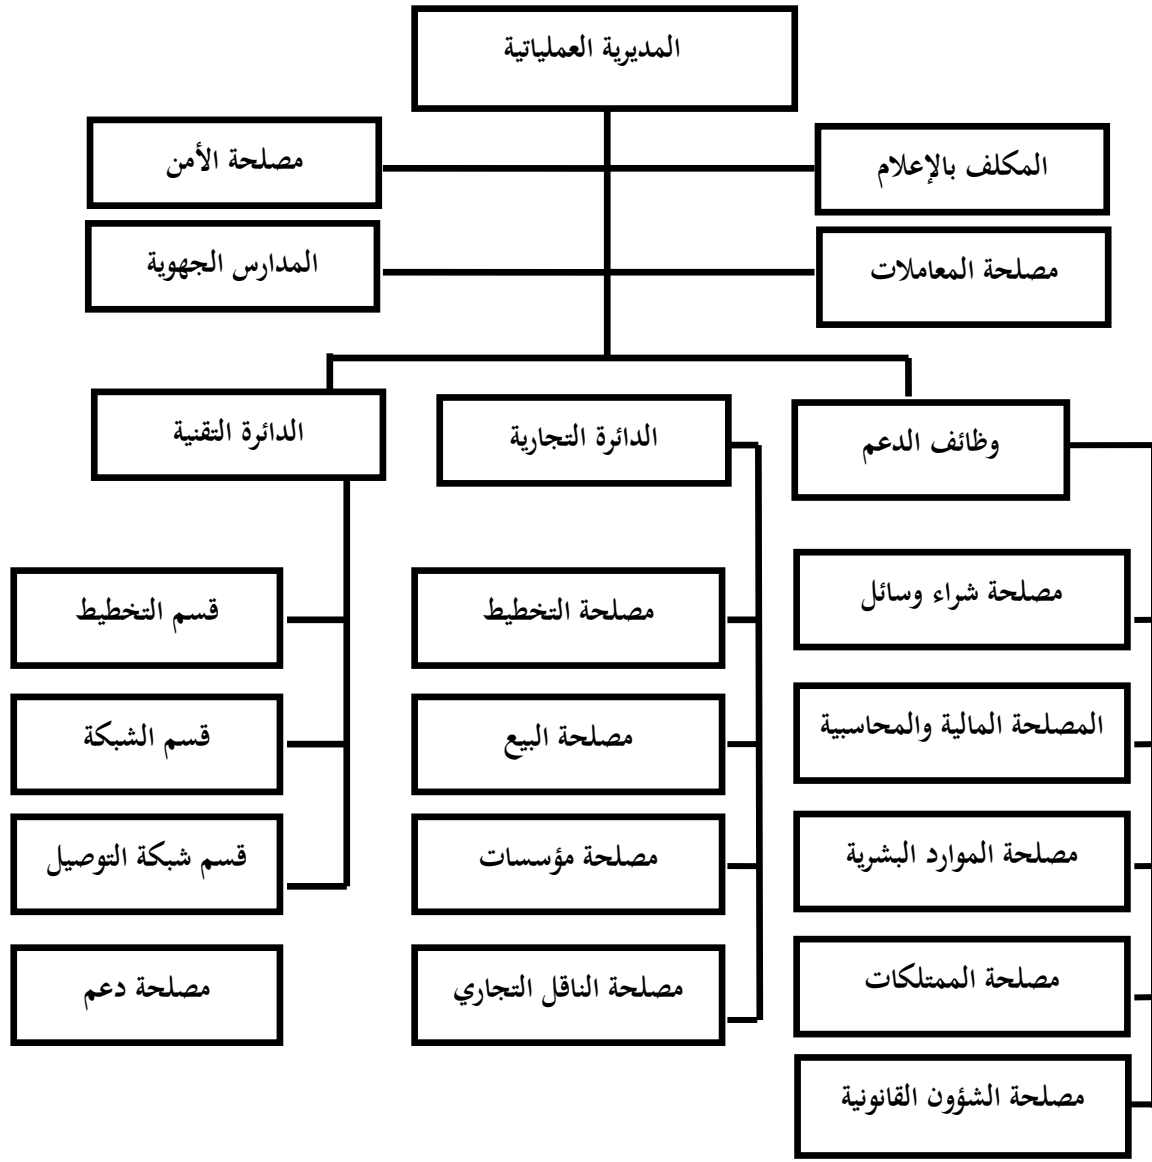 المديرية العملياتية
المكلف بالإعلام
مصلحة الأمن
مصلحة المعاملات
المدارس الجهوية
وظائف الدعم
الدائرة التجارية
الدائرة التقنية
مصلحة شراء وسائل
مصلحة التخطيط
قسم التخطيط
المصلحة المالية والمحاسبية
مصلحة البيع
قسم الشبكة
مصلحة الموارد البشرية
مصلحة مؤسسات
قسم شبكة التوصيل
مصلحة الممتلكات
مصلحة الناقل التجاري
مصلحة دعم
مصلحة الشؤون القانونية